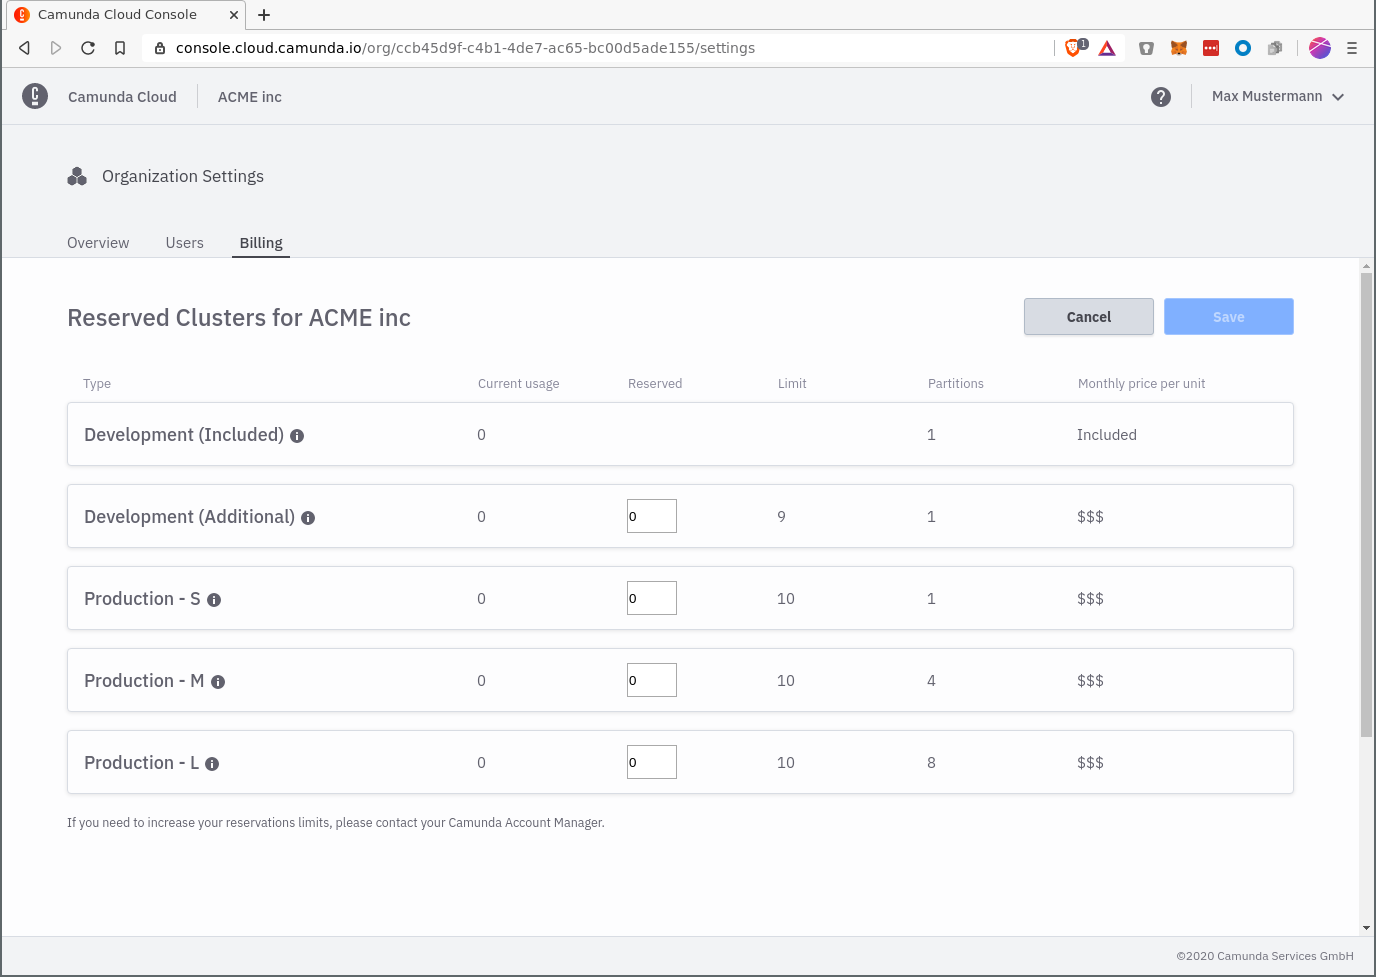 Camunda Cloud Console
console.cloud.camunda.io/org/ccb45d9f-c4b1-4de7-ac65-bc00d5ade155/settings
1
Camunda Cloud ACME inc
? Max Mustermann
Organization Settings
Overview Users Billing
Reserved Clusters for ACME inc
Cancel Save
Type Current usage Reserved Limit Partitions Monthly price per unit
Development (Included) 0 1 Included
Development (Additional) 0 0 9 1 $$$
Production - S 0 0 10 1 $$$
Production - M 0 0 10 4 $$$
Production - L 0 0 10 8 $$$
If you need to increase your reservations limits, please contact your Camunda Account Manager.
©2020 Camunda Services GmbH